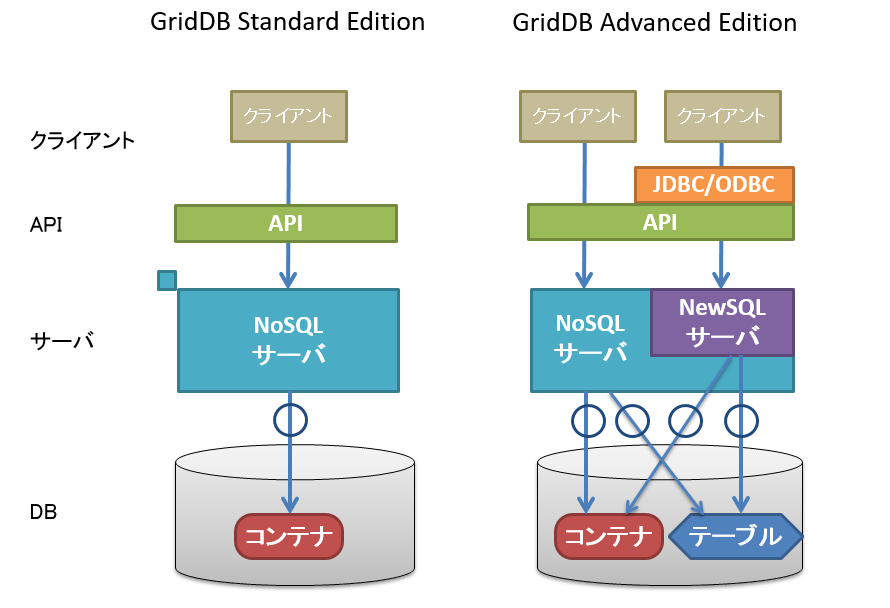 GridDB Standard Edition
GridDB Advanced Edition
クライアント
クライアント
クライアント
クライアント
JDBC/ODBC
API
API
API
サーバ
NoSQL
サーバ
NoSQL
サーバ
NewSQL
サーバ
DB
コンテナ
コンテナ
テーブル